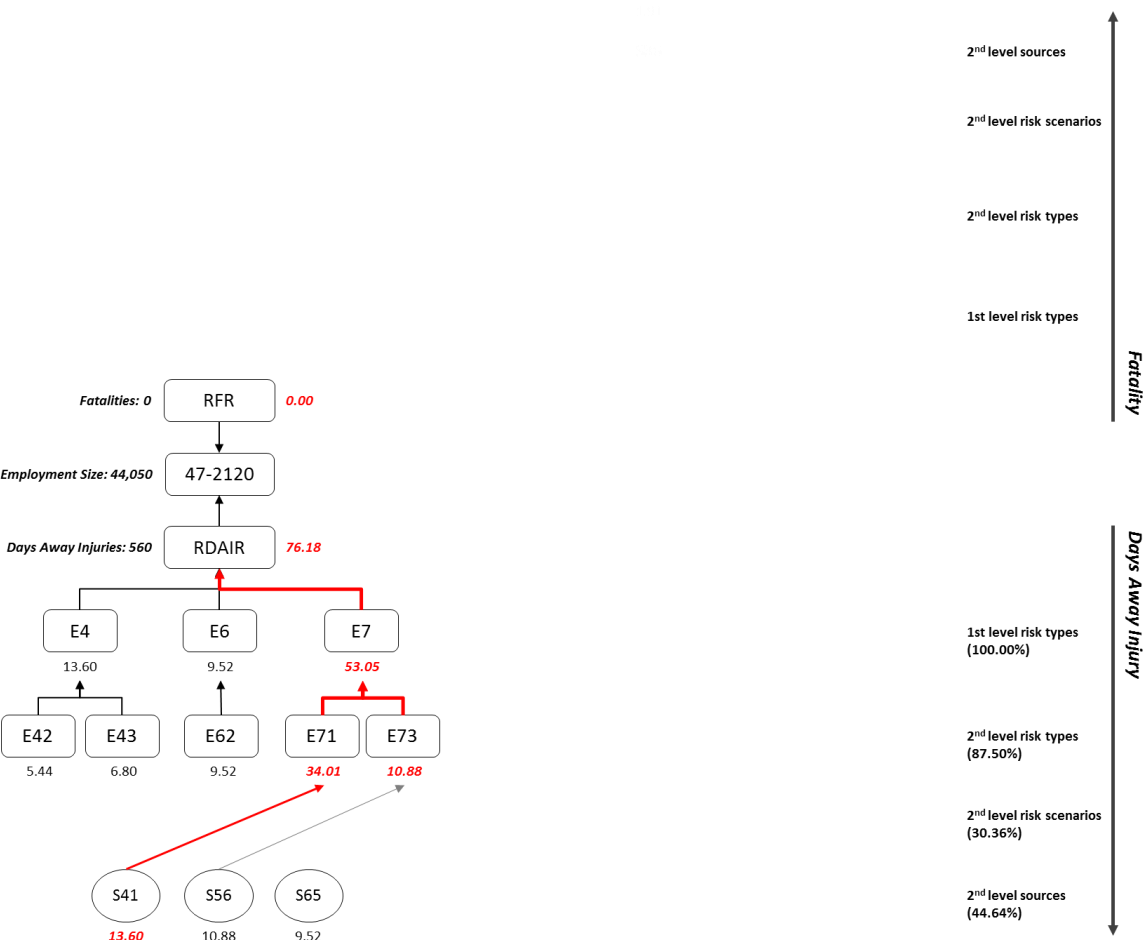 2nd level sources
2nd level risk scenarios
2nd level risk types
1st level risk types
Fatality
Fatalities: 0
RFR
0.00
Employment Size: 44,050
47-2120
Days Away Injuries: 560
RDAIR
76.18
Days Away Injury
E4
E6
E7
1st level risk types
(100.00%)
13.60
9.52
53.05
E42
E43
E62
E71
E73
2nd level risk types
(87.50%)
5.44
6.80
9.52
34.01
10.88
2nd level risk scenarios
(30.36%)
S41
S56
S65
2nd level sources
(44.64%)
13.60
10.88
9.52